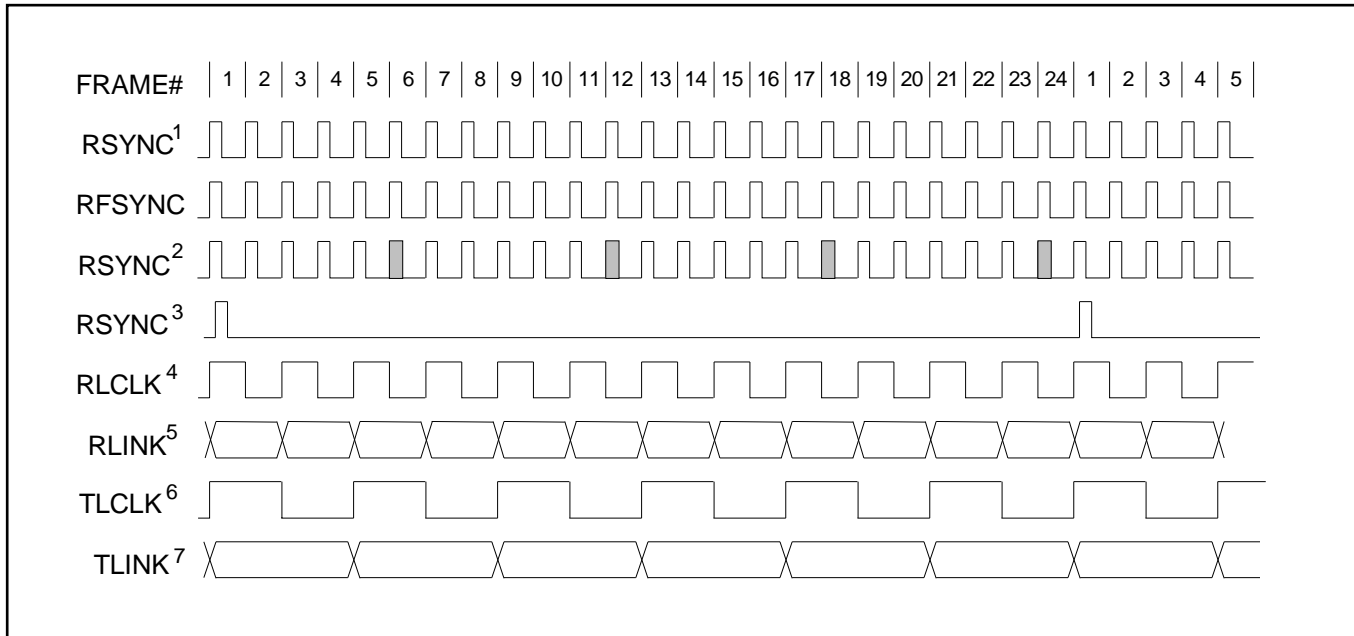 FRAME# 1 2 3 4 5 6 7 8 9 10 11 12 13 14 15 16 17 18 19 20 21 22 23 24 1 2 3 4 5
RSYNC¹
RFSYNC
RSYNC²
RSYNC³
RLCLK⁴
RLINK⁵
TLCLK⁶
TLINK⁷